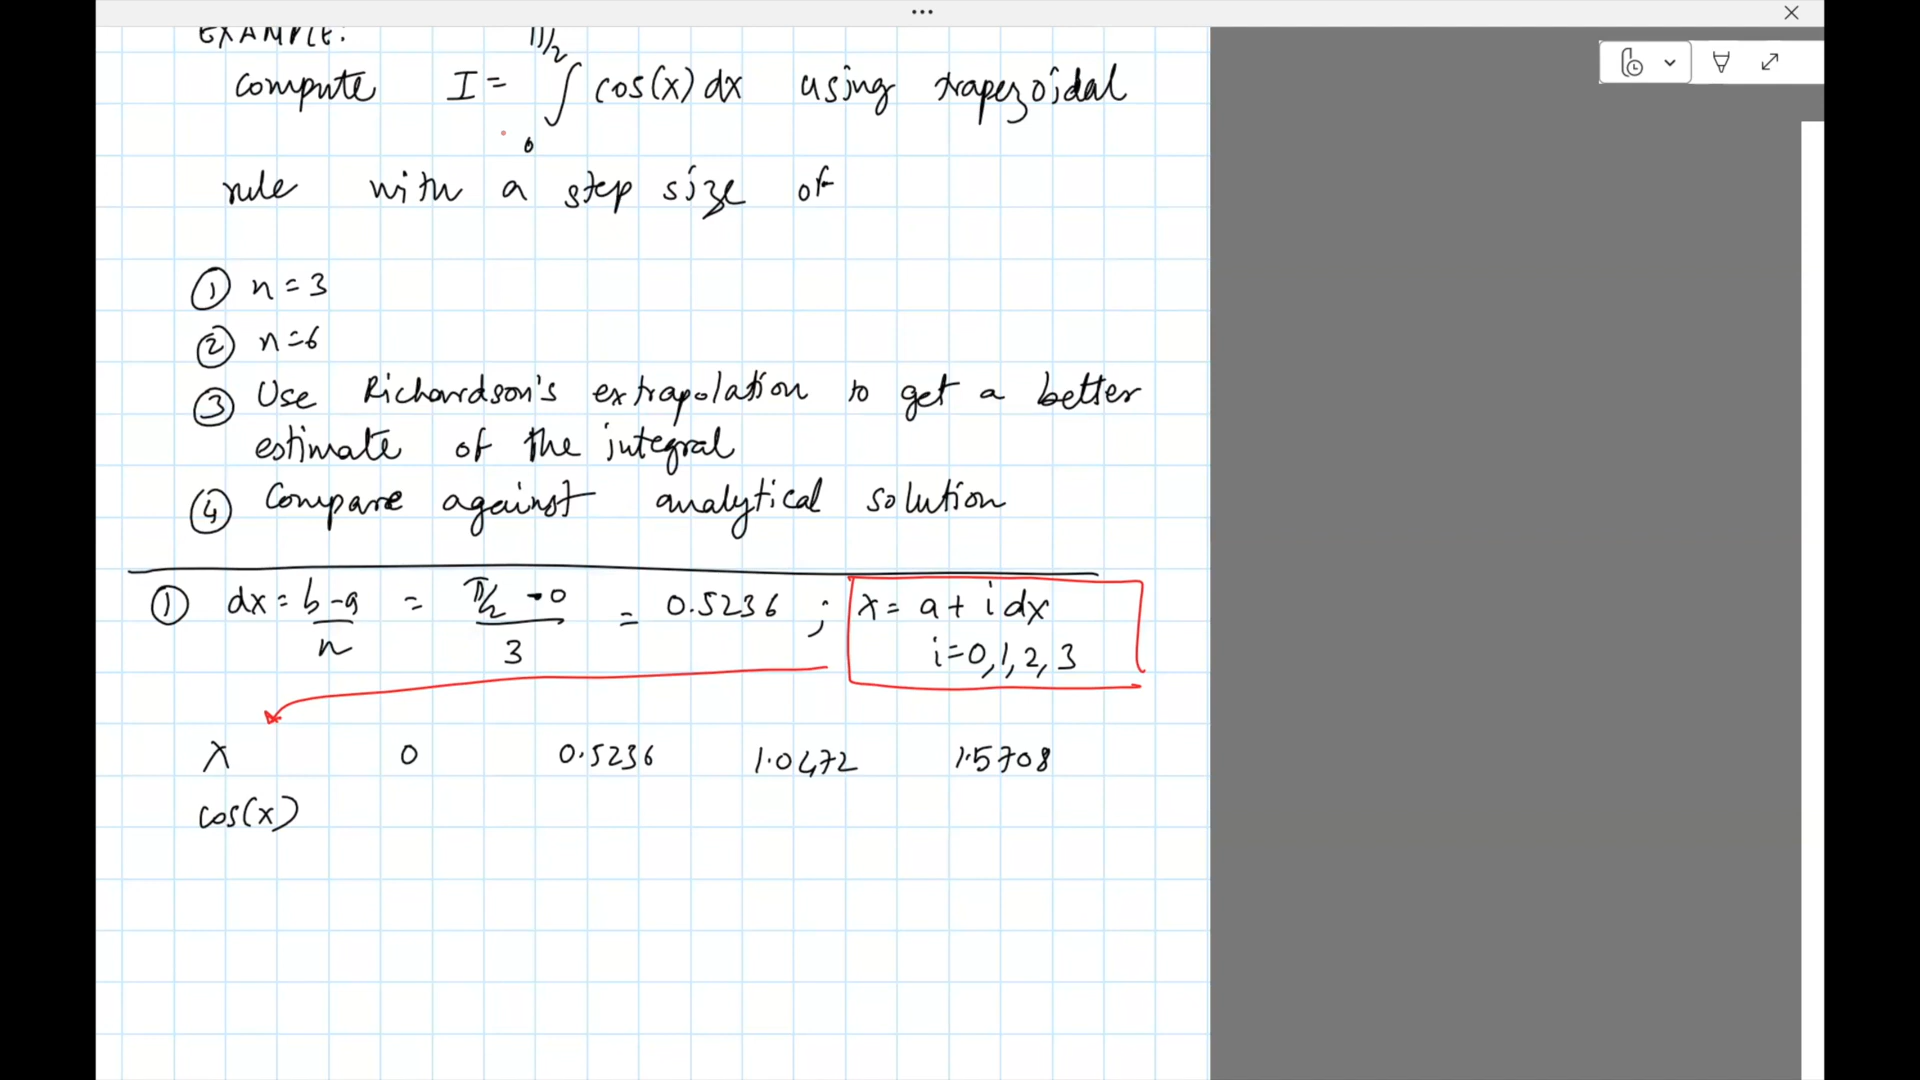 EXAMPLE:
compute I = ∫₀^{π/2} cos(x) dx using trapezoidal
rule with a step size of
① n = 3
② n = 6
③ Use Richardson's extrapolation to get a better
estimate of the integral
④ Compare against analytical solution
① dx = (b-a)/n = (π/2 - 0)/3 = 0.5236 ; x = a + i dx
i = 0, 1, 2, 3
x 0 0.5236 1.0472 1.5708
cos(x)